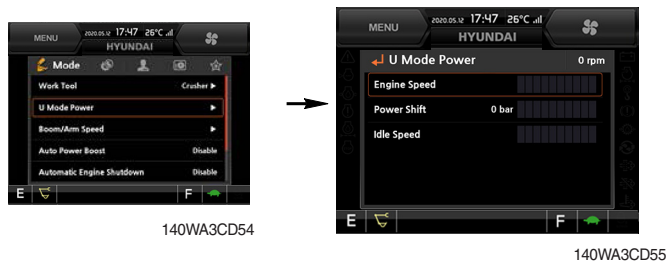 MENU 2020.05.12 17:47 26°C .ıll
HYUNDAI
Mode
Work Tool Crusher ►
U Mode Power ►
Boom/Arm Speed ►
Auto Power Boost Disable
Automatic Engine Shutdown Disable
E F
140WA3CD54
MENU 2020.05.12 17:47 26°C
HYUNDAI
U Mode Power 0 rpm
Engine Speed
Power Shift 0 bar
Idle Speed
E F
140WA3CD55